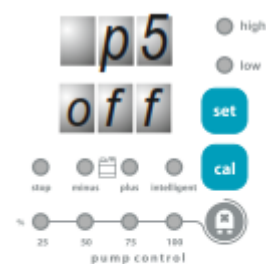 p5
high
low
off
set
cal
stop minus plus intelligent
% 25 50 75 100
pump control